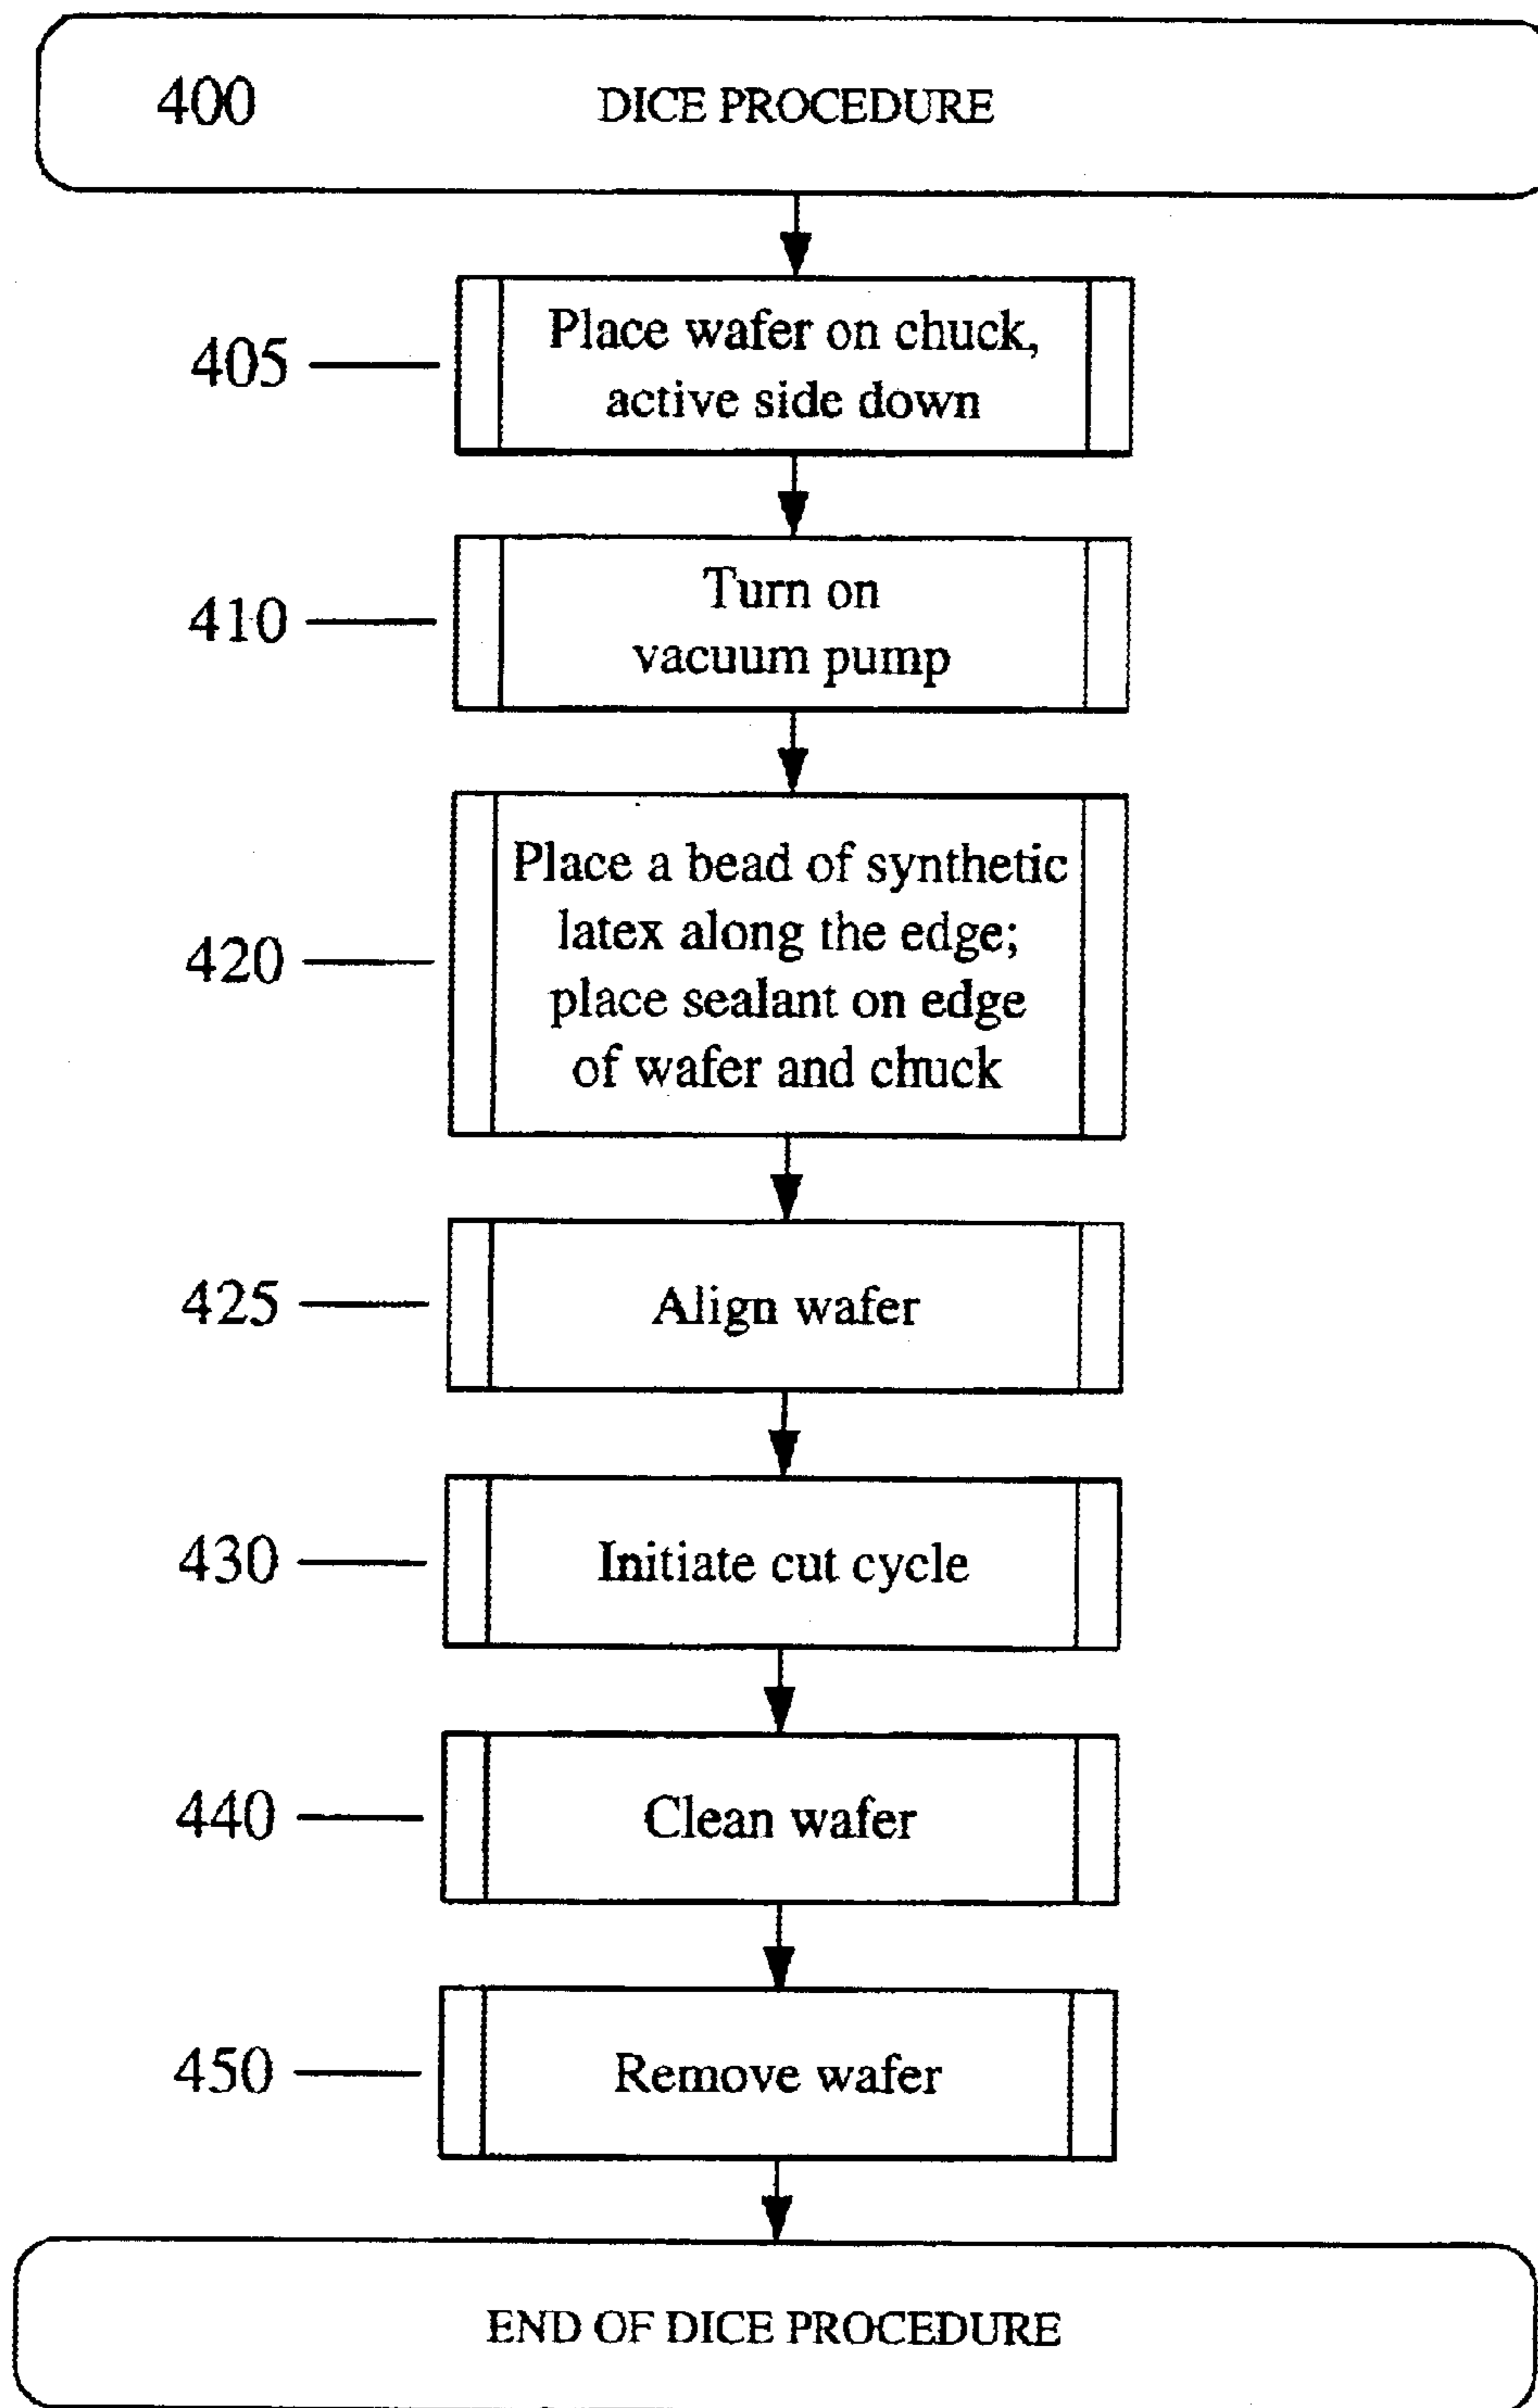 400 DICE PROCEDURE
405
Place wafer on chuck,
active side down
410
Turn on
vacuum pump
420
Place a bead of synthetic
latex along the edge;
place sealant on edge
of wafer and chuck
425
Align wafer
430
Initiate cut cycle
440
Clean wafer
450
Remove wafer
END OF DICE PROCEDURE